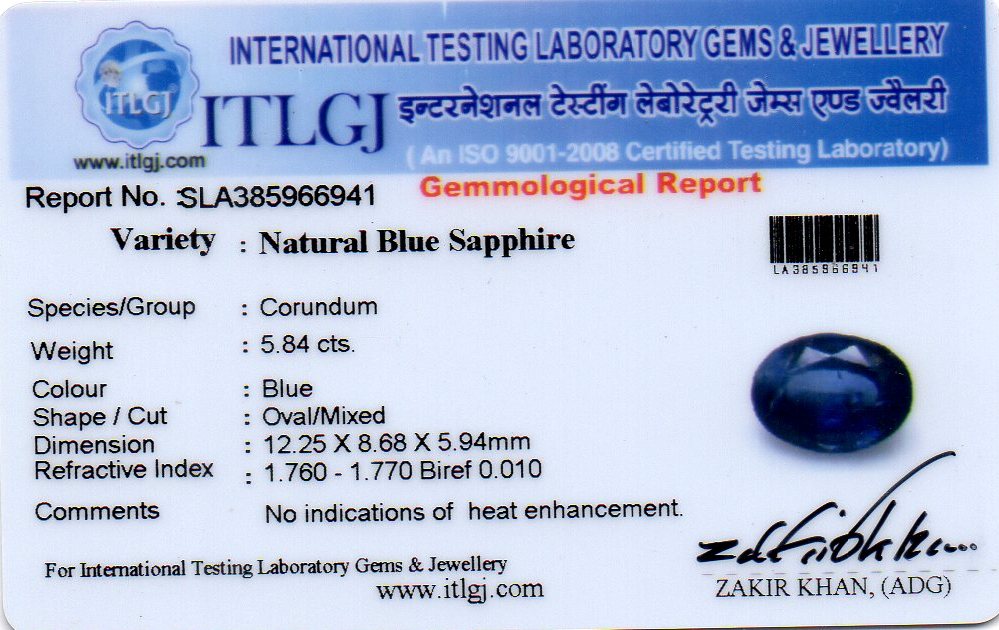 INTERNATIONAL TESTING LABORATORY GEMS & JEWELLERY
ITLGJ
ITLGJ इन्टरनेशनल टेस्टींग लेबोरेट्री जेम्स एण्ड ज्वैलरी
www.itlgj.com
( An ISO 9001-2008 Certified Testing Laboratory)
Gemmological Report
Report No. :SLA385966941
Variety : Natural Blue Sapphire
LA385966941
Species/Group : Corundum
Weight : 5.84 cts.
Colour : Blue
Shape / Cut : Oval/Mixed
Dimension : 12.25 X 8.68 X 5.94mm
Refractive Index : 1.760 - 1.770 Biref 0.010
Comments No indications of heat enhancement.
For International Testing Laboratory Gems & Jewellery
www.itlgj.com
ZAKIR KHAN, (ADG)